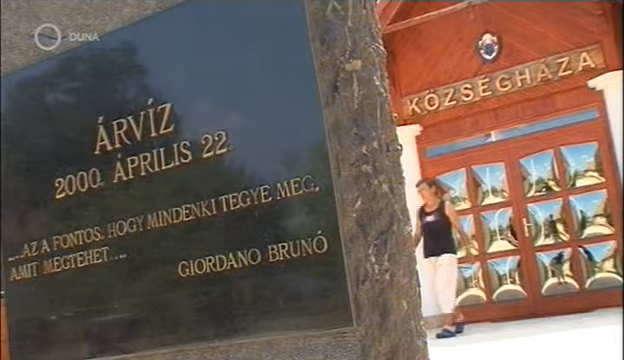 DUNA
ÁRVÍZ
2000. ÁPRILIS 22.
„...AZ A FONTOS, HOGY MINDENKI TEGYE MEG,
AMIT MEGTEHET....”
GIORDANO BRUNÓ
KÖZSÉGHÁZA